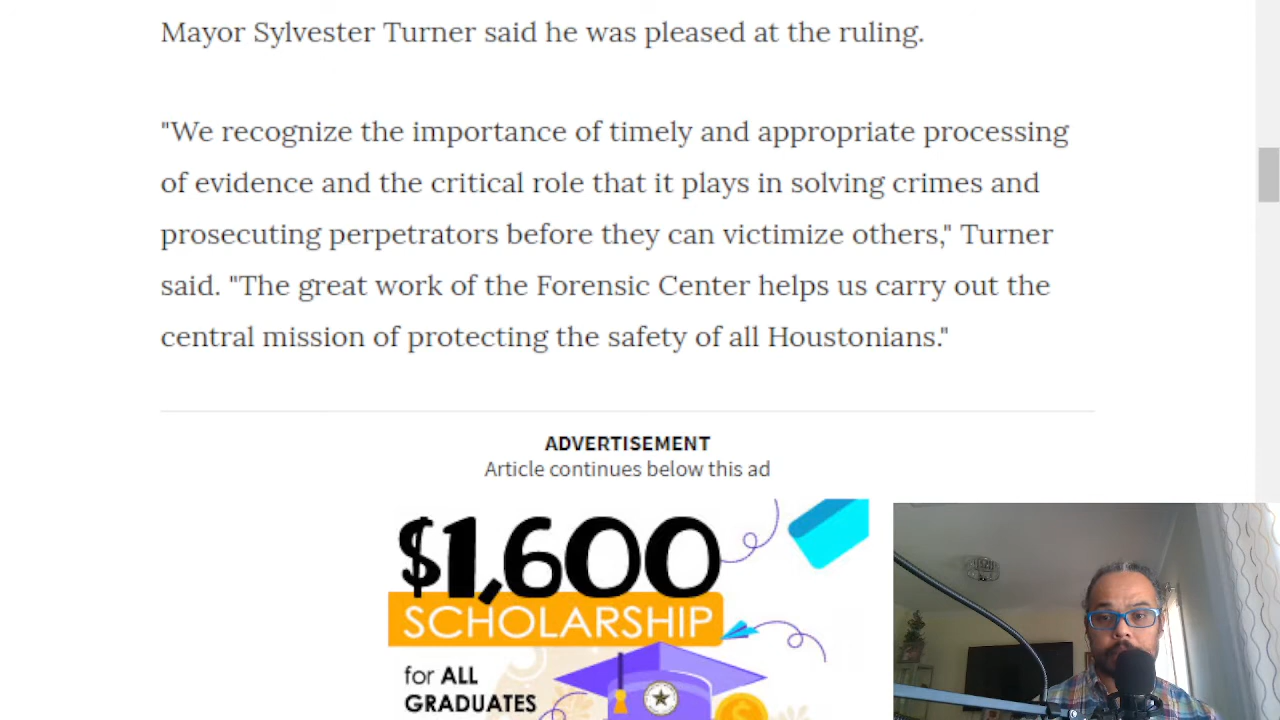 Mayor Sylvester Turner said he was pleased at the ruling.
"We recognize the importance of timely and appropriate processing
of evidence and the critical role that it plays in solving crimes and
prosecuting perpetrators before they can victimize others," Turner
said. "The great work of the Forensic Center helps us carry out the
central mission of protecting the safety of all Houstonians."
ADVERTISEMENT
Article continues below this ad
$1,600
SCHOLARSHIP
for ALL
GRADUATES